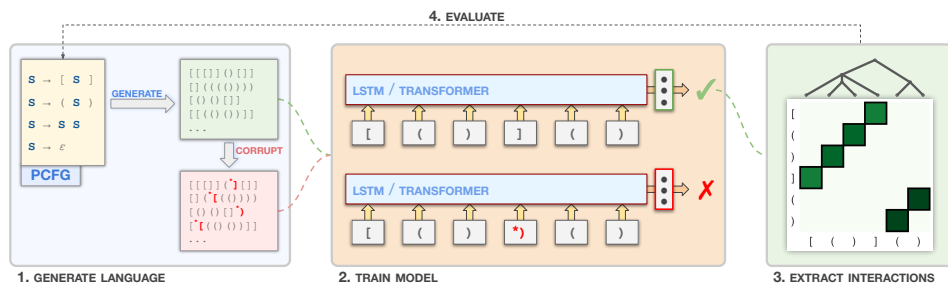 4. EVALUATE
S → [ S ]
S → ( S )
S → S S
S → ε
PCFG
GENERATE
[[[]]()[]]
[]((()))) 
[()()[]]
[[(()())]]
...
CORRUPT
[[[]](*][]]
[](*[(())))
[()()[]*)
[*[(()())]]
...
1. GENERATE LANGUAGE
LSTM / TRANSFORMER
[ ( ) ] ( )
✓
LSTM / TRANSFORMER
[ ( ) *) ( )
✗
2. TRAIN MODEL
[
(
)
]
(
)
[ ( ) ] ( )
3. EXTRACT INTERACTIONS